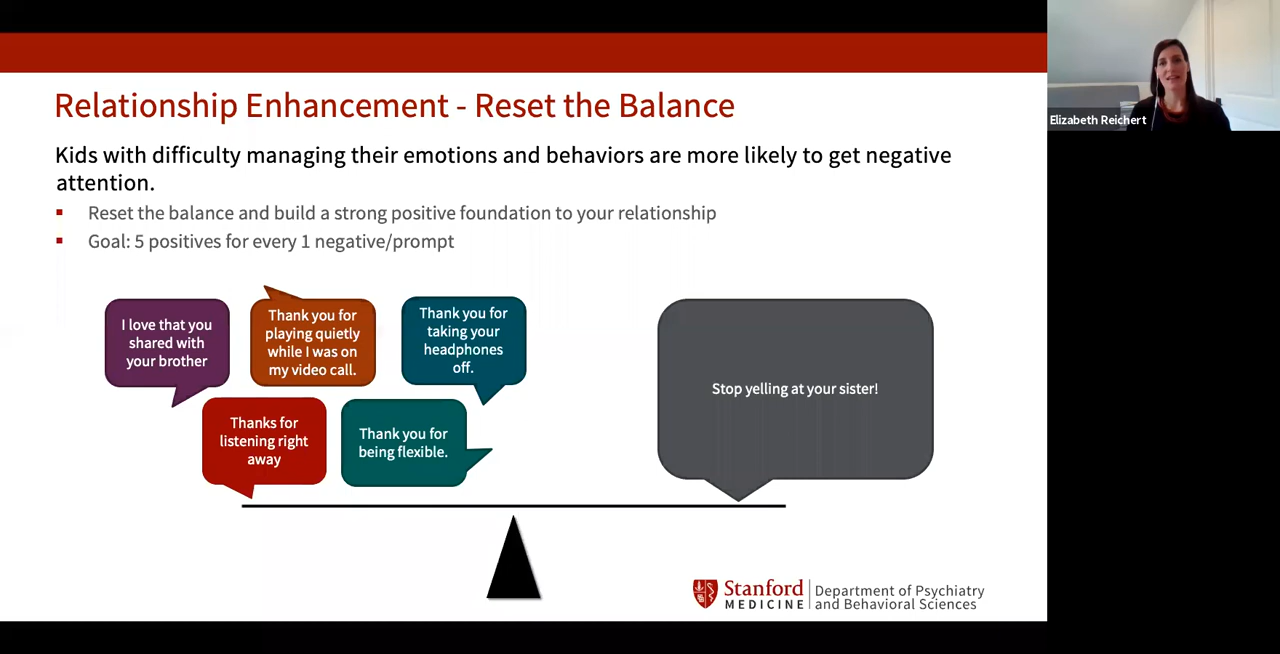 Relationship Enhancement - Reset the Balance
Elizabeth Reichert
Kids with difficulty managing their emotions and behaviors are more likely to get negative
attention.
▪ Reset the balance and build a strong positive foundation to your relationship
▪ Goal: 5 positives for every 1 negative/prompt
I love that you
shared with
your brother
Thank you for
playing quietly
while I was on
my video call.
Thank you for
taking your
headphones
off.
Thanks for
listening right
away
Thank you for
being flexible.
Stop yelling at your sister!
Stanford
MEDICINE
Department of Psychiatry
and Behavioral Sciences